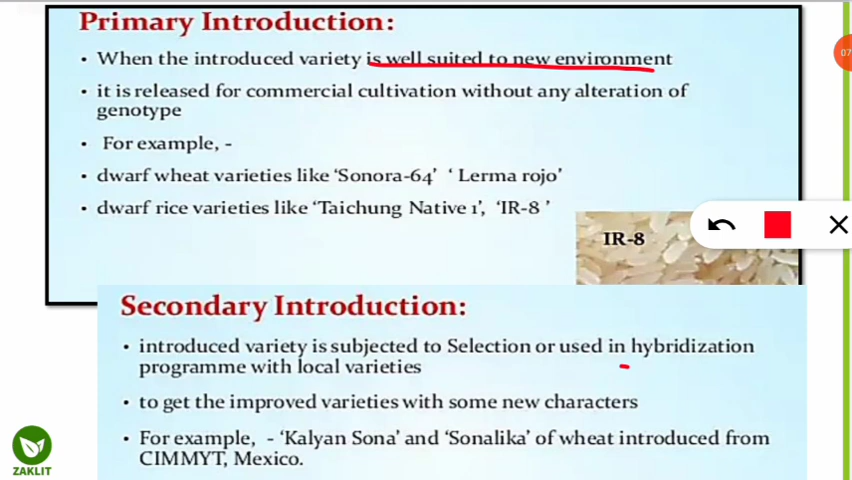 Primary Introduction:
• When the introduced variety is well suited to new environment
• it is released for commercial cultivation without any alteration of
genotype
• For example, -
• dwarf wheat varieties like ‘Sonora-64’ ‘ Lerma rojo’
• dwarf rice varieties like ‘Taichung Native 1’, ‘IR-8 ’
IR-8
07
Secondary Introduction:
• introduced variety is subjected to Selection or used in hybridization
programme with local varieties
• to get the improved varieties with some new characters
• For example, - ‘Kalyan Sona’ and ‘Sonalika’ of wheat introduced from
CIMMYT, Mexico.
ZAKLIT